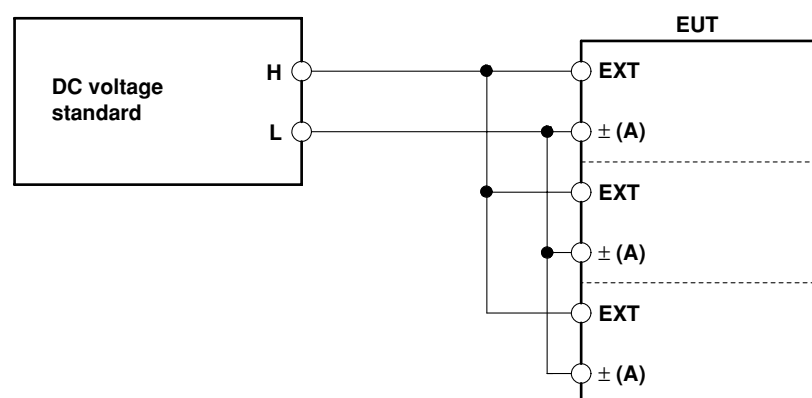 EUT
DC voltage
standard
H
L
EXT
± (A)
EXT
± (A)
EXT
± (A)